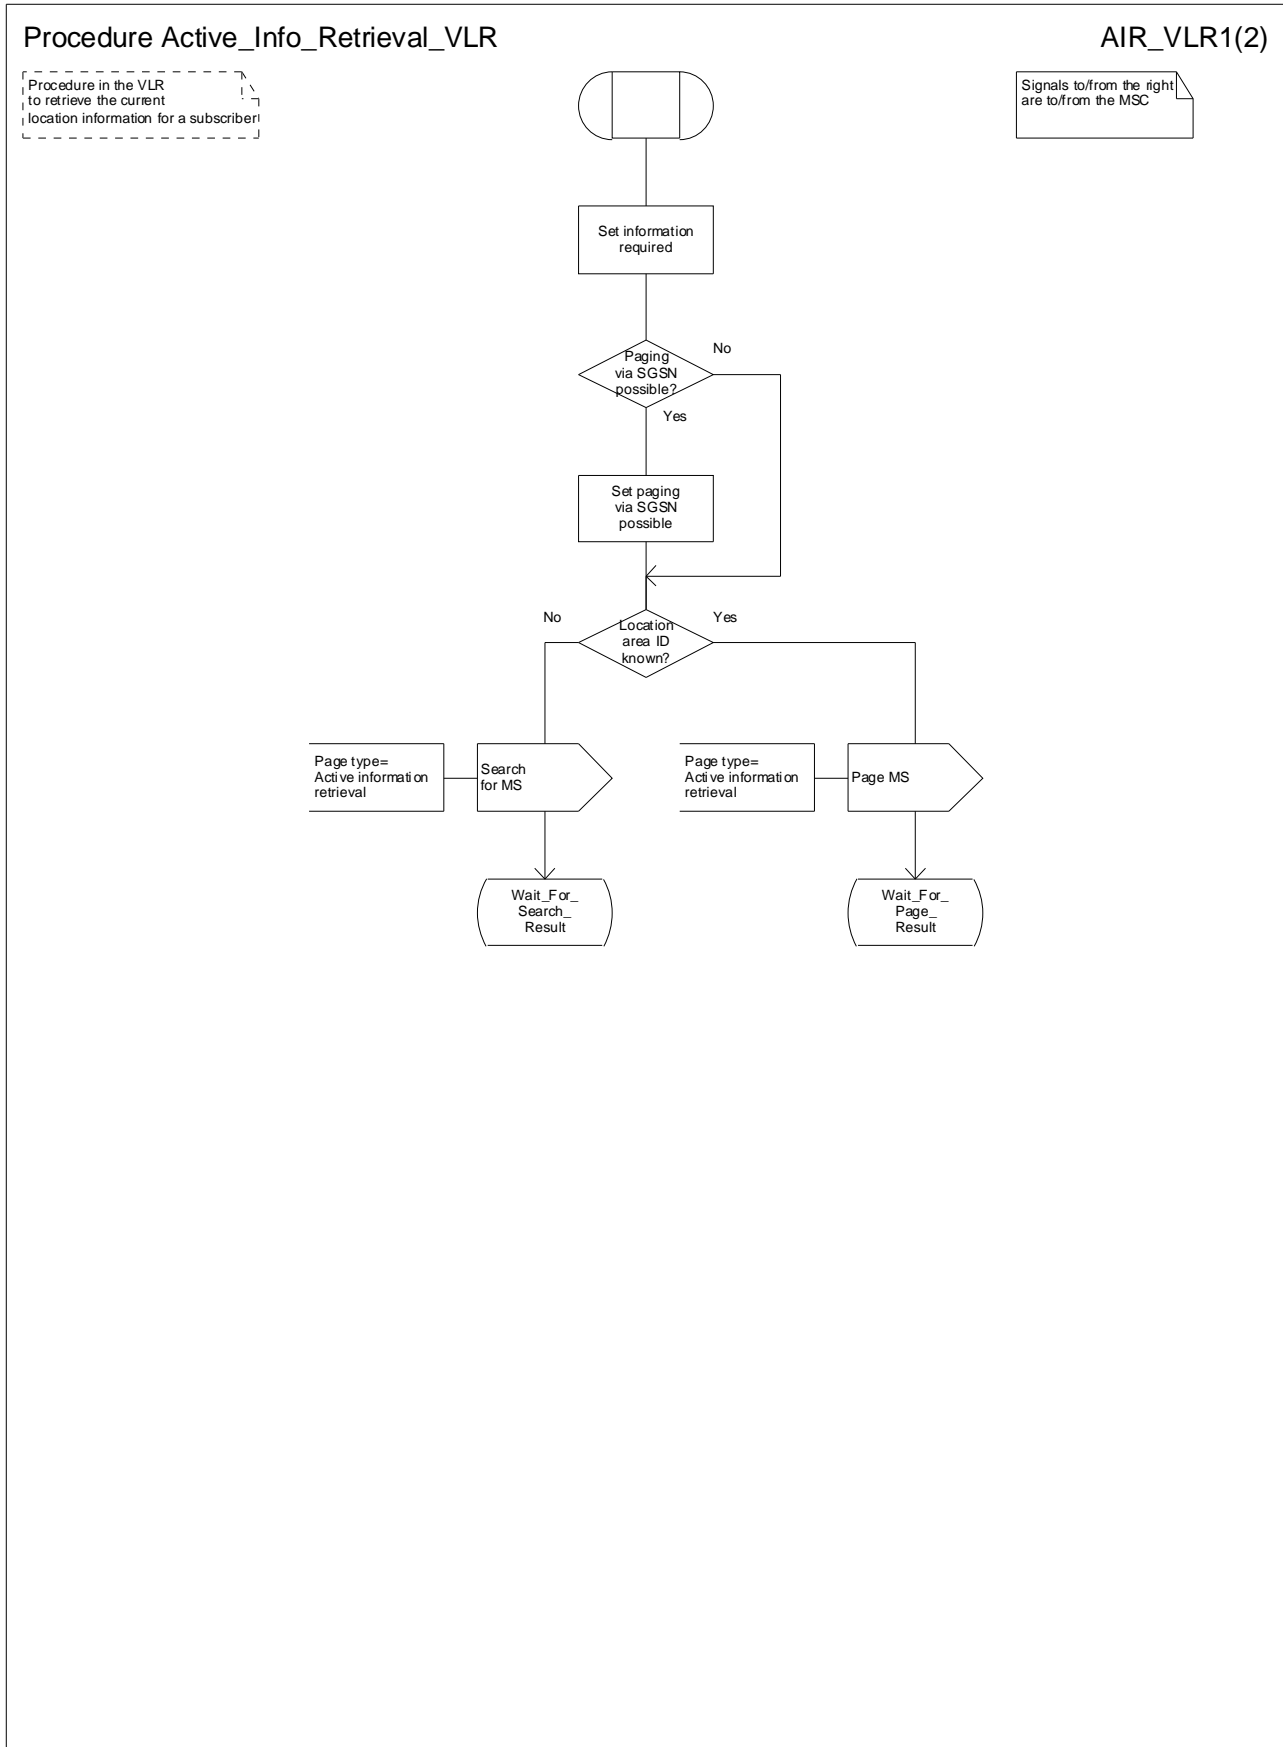 Procedure Active_Info_Retrieval_VLR
AIR_VLR1(2)
Procedure in the VLR
to retrieve the current
location information for a subscriber
Signals to/from the right
are to/from the MSC
Set information
required
Paging
via SGSN
possible?
No
Yes
Set paging
via SGSN
possible
Location
area ID
known?
No
Yes
Page type=
Active information
retrieval
Search
for MS
Page type=
Active information
retrieval
Page MS
Wait_For_
Search_
Result
Wait_For_
Page_
Result